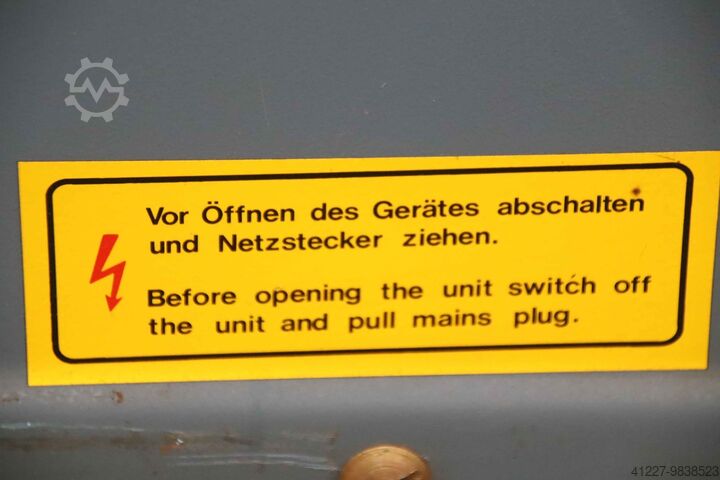 Vor Öffnen des Gerätes abschalten
und Netzstecker ziehen.
Before opening the unit switch off
the unit and pull mains plug.
41227-9838523